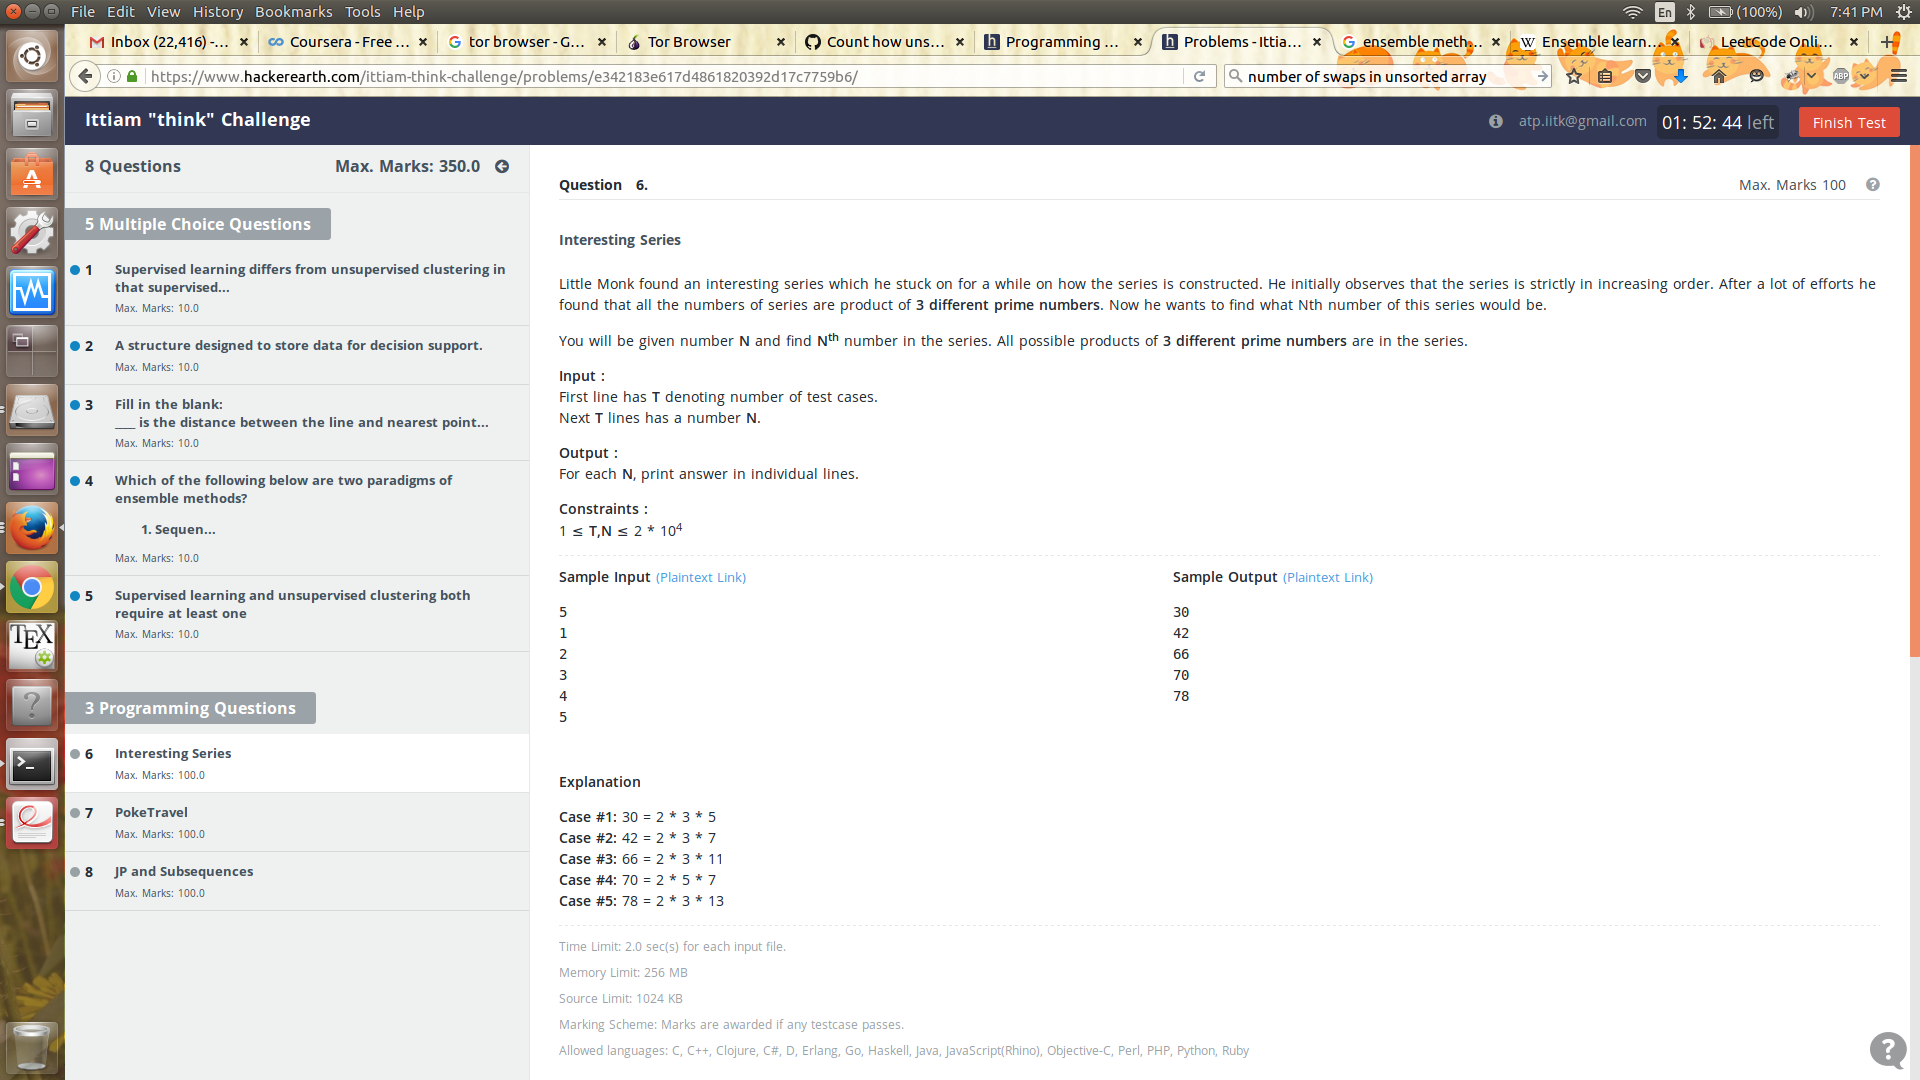 File Edit View History Bookmarks Tools Help
En (100%) 7:41 PM
Inbox (22,416) -... Coursera - Free ... tor browser - G... Tor Browser Count how uns... Programming ... Problems - Ittia... ensemble meth... Ensemble learn... LeetCode Onli...
https://www.hackerearth.com/ittiam-think-challenge/problems/e342183e617d4861820392d17c7759b6/
number of swaps in unsorted array
ABP
Ittiam "think" Challenge
atp.iitk@gmail.com 01: 52: 44 left Finish Test
8 Questions Max. Marks: 350.0
5 Multiple Choice Questions
1 Supervised learning differs from unsupervised clustering in
that supervised...
Max. Marks: 10.0
2 A structure designed to store data for decision support.
Max. Marks: 10.0
3 Fill in the blank:
___ is the distance between the line and nearest point...
Max. Marks: 10.0
4 Which of the following below are two paradigms of
ensemble methods?
1. Sequen...
Max. Marks: 10.0
5 Supervised learning and unsupervised clustering both
require at least one
Max. Marks: 10.0
3 Programming Questions
6 Interesting Series
Max. Marks: 100.0
7 PokeTravel
Max. Marks: 100.0
8 JP and Subsequences
Max. Marks: 100.0
Question 6. Max. Marks 100
Interesting Series
Little Monk found an interesting series which he stuck on for a while on how the series is constructed. He initially observes that the series is strictly in increasing order. After a lot of efforts he
found that all the numbers of series are product of 3 different prime numbers. Now he wants to find what Nth number of this series would be.
You will be given number N and find Nth number in the series. All possible products of 3 different prime numbers are in the series.
Input :
First line has T denoting number of test cases.
Next T lines has a number N.
Output :
For each N, print answer in individual lines.
Constraints :
1 ≤ T,N ≤ 2 * 10⁴
Sample Input (Plaintext Link)
5
1
2
3
4
5
Sample Output (Plaintext Link)
30
42
66
70
78
Explanation
Case #1: 30 = 2 * 3 * 5
Case #2: 42 = 2 * 3 * 7
Case #3: 66 = 2 * 3 * 11
Case #4: 70 = 2 * 5 * 7
Case #5: 78 = 2 * 3 * 13
Time Limit: 2.0 sec(s) for each input file.
Memory Limit: 256 MB
Source Limit: 1024 KB
Marking Scheme: Marks are awarded if any testcase passes.
Allowed languages: C, C++, Clojure, C#, D, Erlang, Go, Haskell, Java, JavaScript(Rhino), Objective-C, Perl, PHP, Python, Ruby
TEX